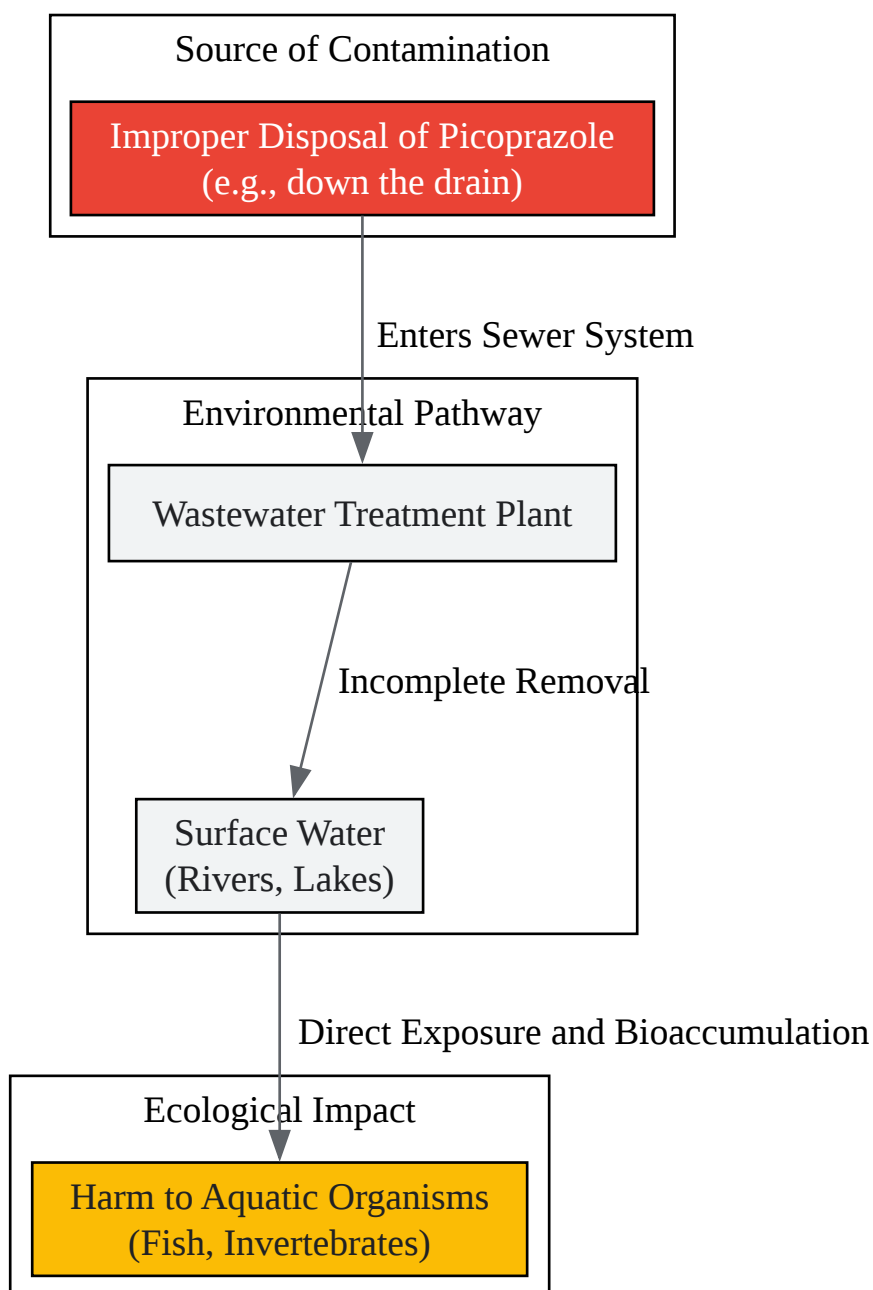 Source of Contamination
Improper Disposal of Picoprazole
(e.g., down the drain)
Enters Sewer System
Environmental Pathway
Wastewater Treatment Plant
Incomplete Removal
Surface Water
(Rivers, Lakes)
Direct Exposure and Bioaccumulation
Ecological Impact
Harm to Aquatic Organisms
(Fish, Invertebrates)